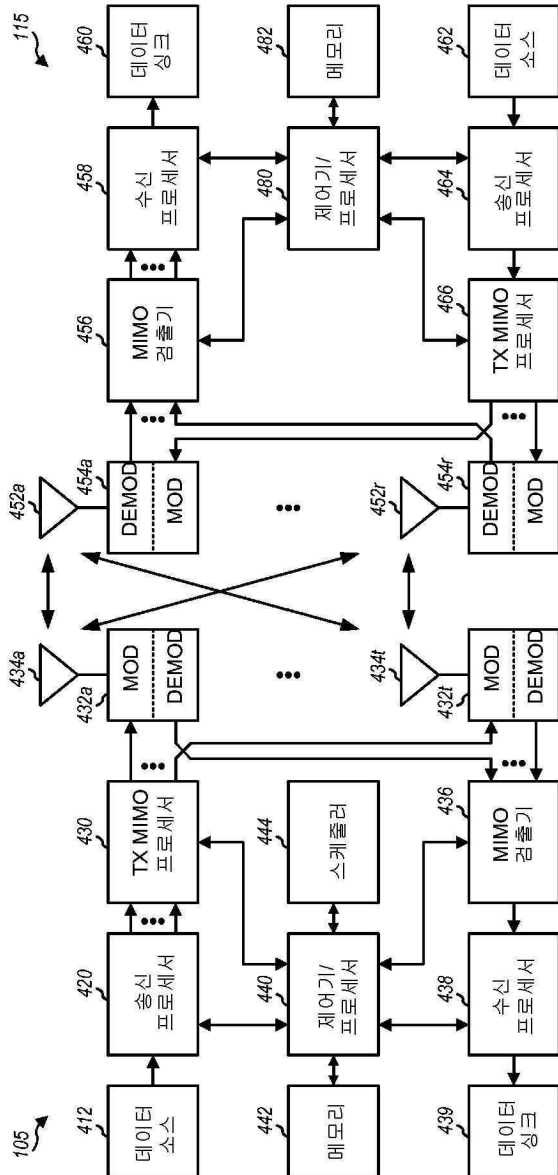 105
412
데이터
소스
420
송신
프로세서
430
TX MIMO
프로세서
432a
MOD
DEMOD
434a
442
메모리
440
제어기/
프로세서
444
스케줄러
439
데이터
싱크
438
수신
프로세서
436
MIMO
검출기
432t
MOD
DEMOD
434t
115
452a
454a
DEMOD
MOD
456
MIMO
검출기
458
수신
프로세서
460
데이터
싱크
480
제어기/
프로세서
482
메모리
452r
454r
DEMOD
MOD
466
TX MIMO
프로세서
464
송신
프로세서
462
데이터
소스